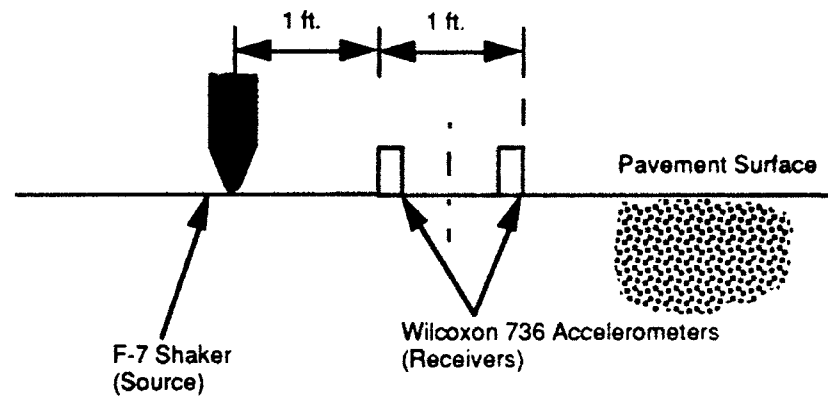 1 ft.
1 ft.
Pavement Surface
Wilcoxon 736 Accelerometers
(Receivers)
F-7 Shaker
(Source)